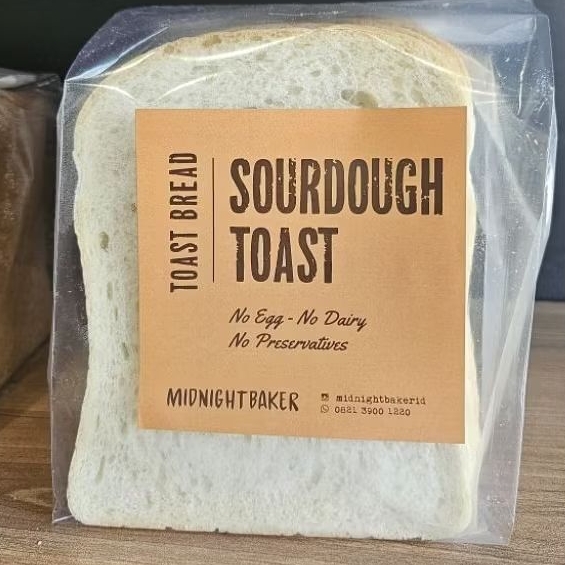 TOAST BREAD
SOURDOUGH
TOAST
No Egg - No Dairy
No Preservatives
MIDNIGHTBAKER
midnightbakerid
0821 3900 1220